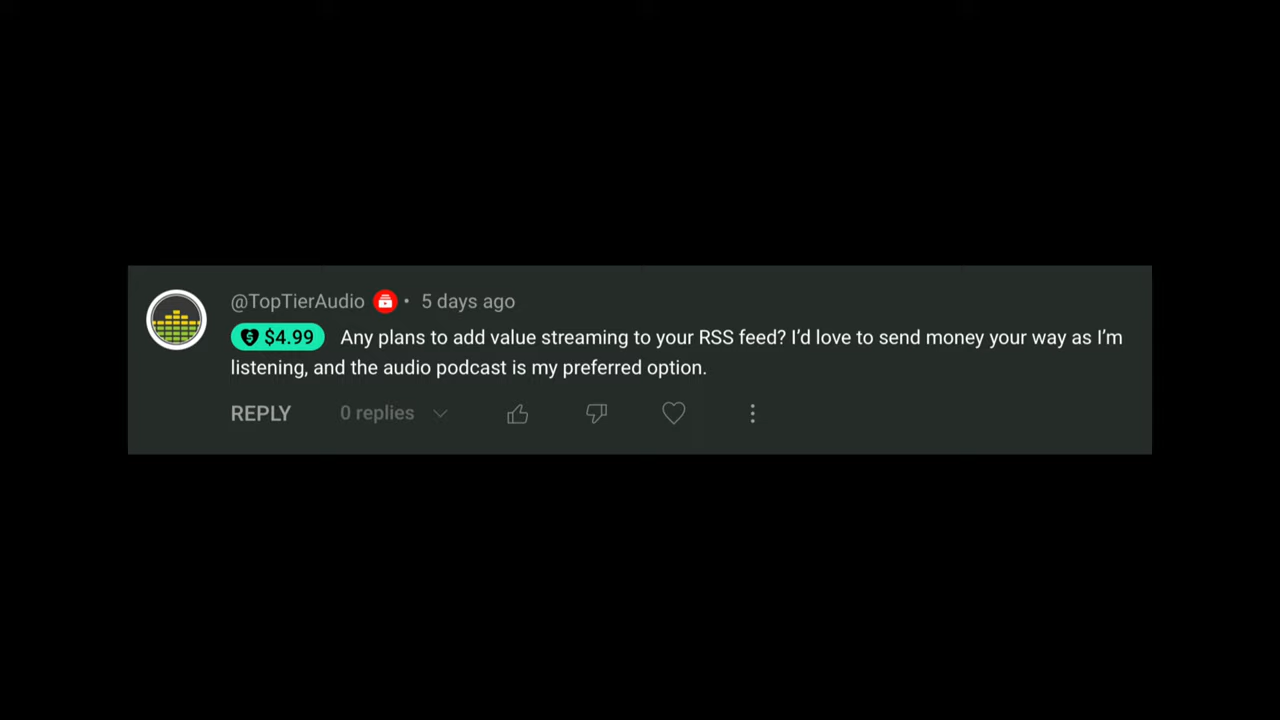 @TopTierAudio • 5 days ago
$4.99 Any plans to add value streaming to your RSS feed? I’d love to send money your way as I’m
listening, and the audio podcast is my preferred option.
REPLY 0 replies